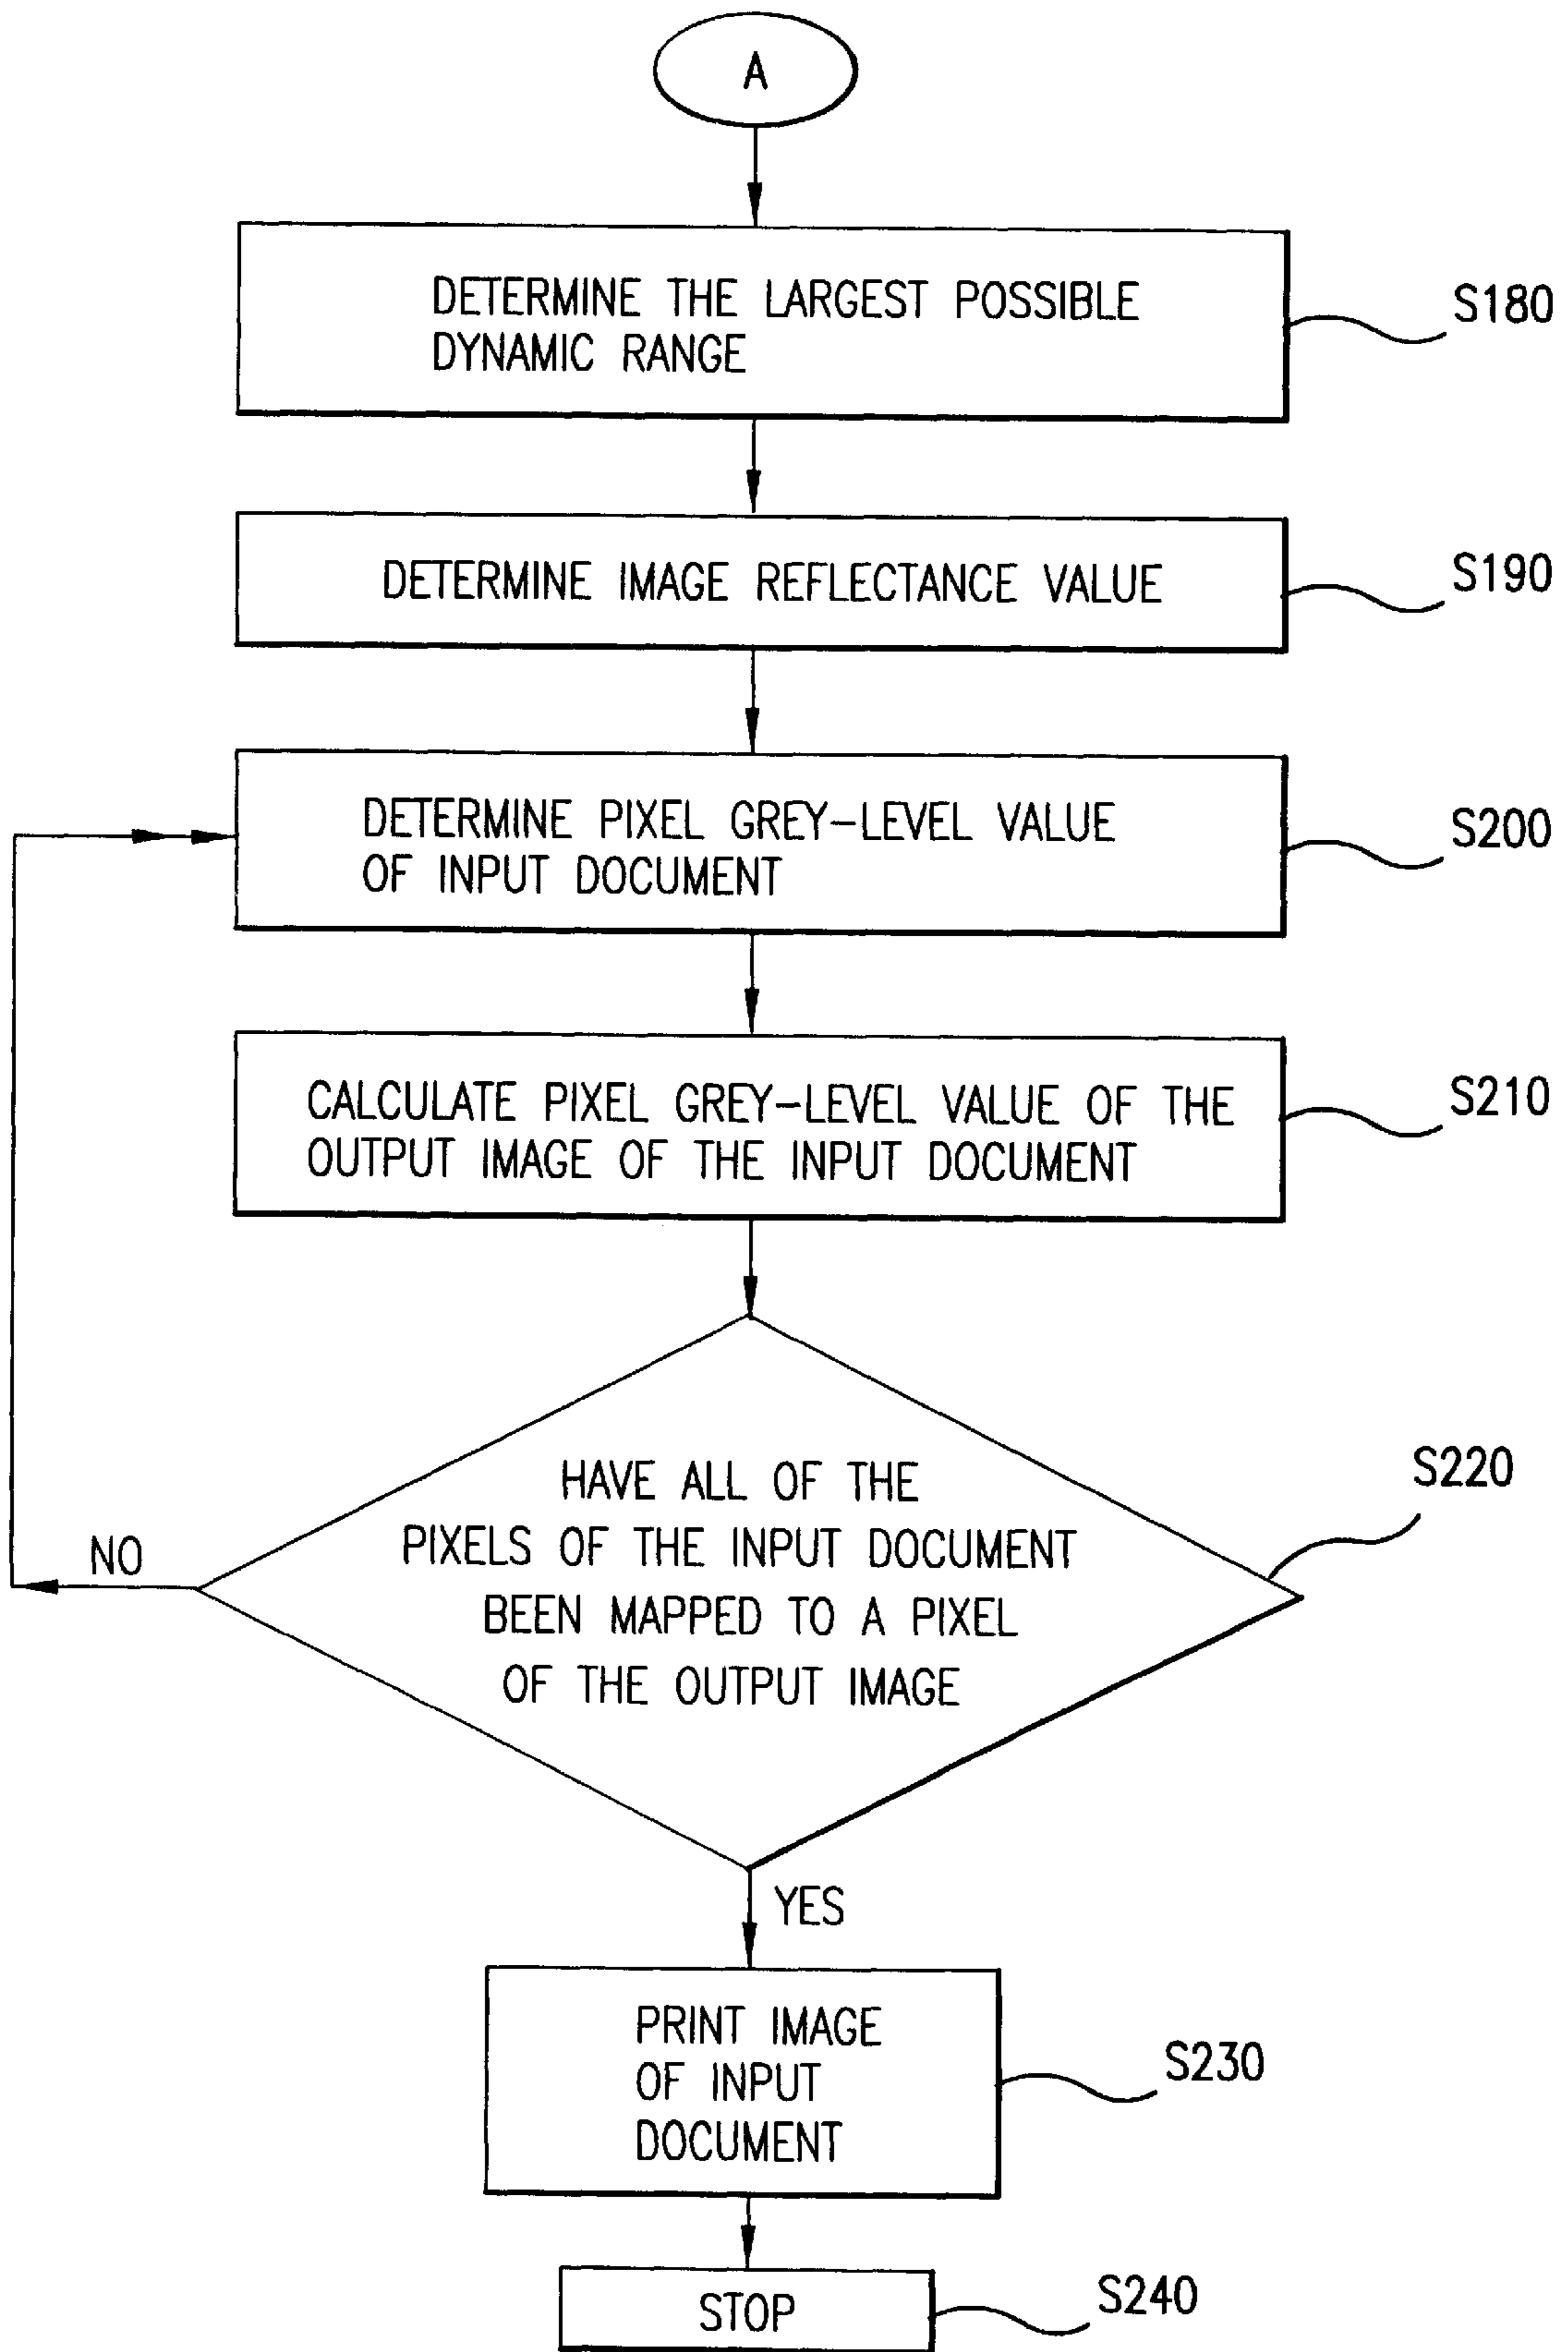 A
DETERMINE THE LARGEST POSSIBLE
DYNAMIC RANGE
S180
DETERMINE IMAGE REFLECTANCE VALUE
S190
DETERMINE PIXEL GREY-LEVEL VALUE
OF INPUT DOCUMENT
S200
CALCULATE PIXEL GREY-LEVEL VALUE OF THE
OUTPUT IMAGE OF THE INPUT DOCUMENT
S210
HAVE ALL OF THE
PIXELS OF THE INPUT DOCUMENT
BEEN MAPPED TO A PIXEL
OF THE OUTPUT IMAGE
S220
NO
YES
PRINT IMAGE
OF INPUT
DOCUMENT
S230
STOP
S240